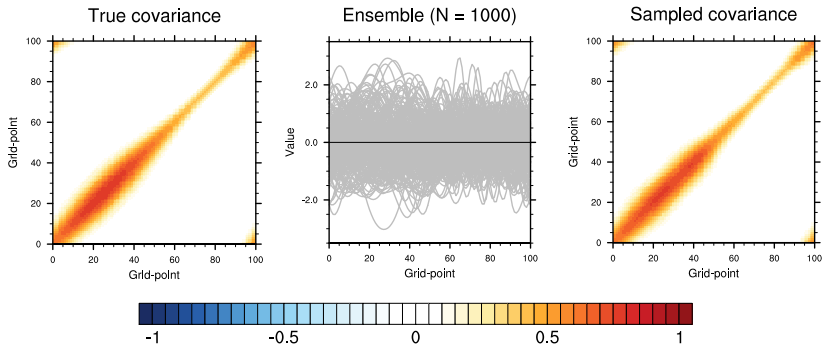 True covariance
Ensemble (N = 1000)
Sampled covariance
100
80
60
40
20
0
Grid-point
0 20 40 60 80 100
Grid-point
2.0
0.0
-2.0
Value
0 20 40 60 80 100
Grid-point
100
80
60
40
20
0
Grid-point
0 20 40 60 80 100
Grid-point
-1 -0.5 0 0.5 1